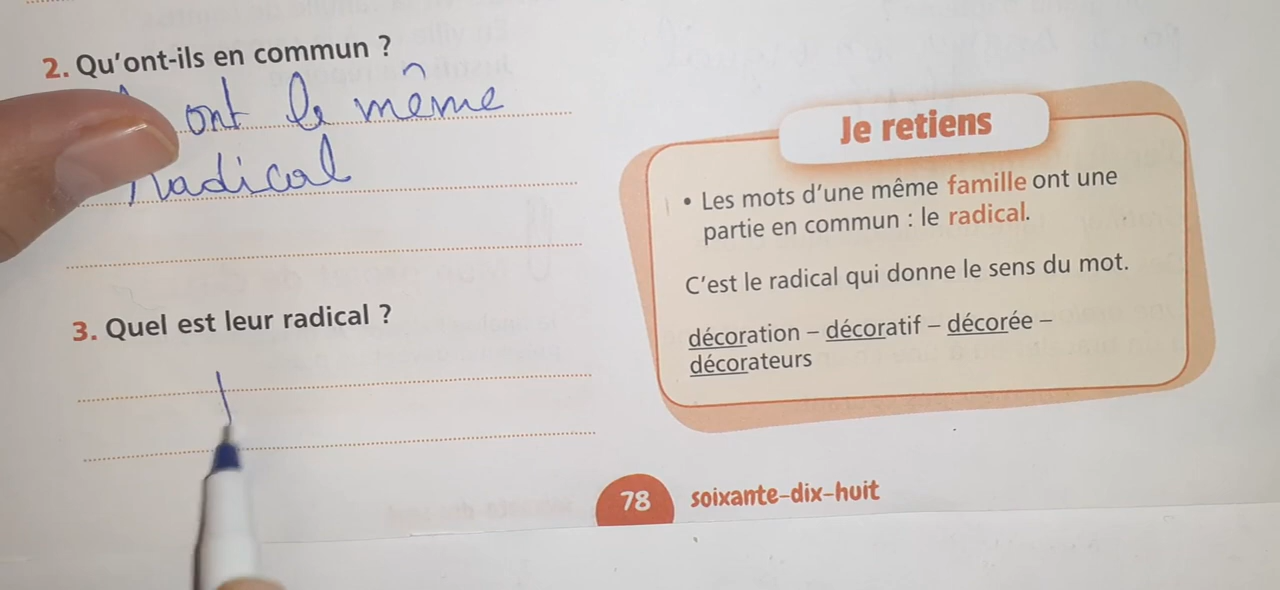 2. Qu'ont-ils en commun ?
ont le même
radical
3. Quel est leur radical ?
Je retiens
• Les mots d'une même famille ont une
partie en commun : le radical.
C'est le radical qui donne le sens du mot.
décoration – décoratif – décorée –
décorateurs
78 soixante-dix-huit